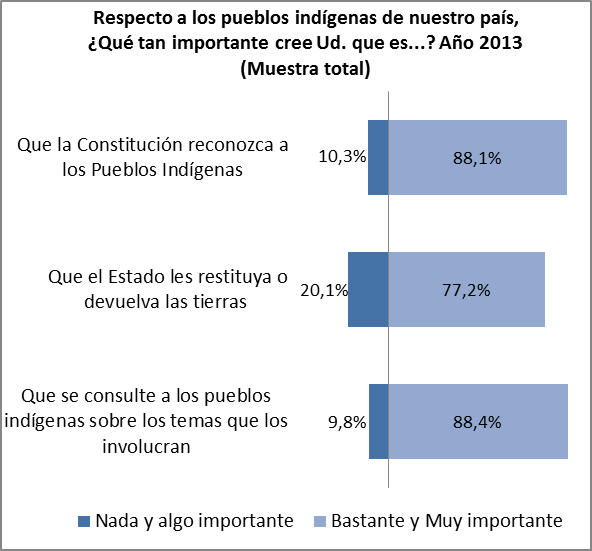 Respecto a los pueblos indígenas de nuestro país,
¿Qué tan importante cree Ud. que es...? Año 2013
(Muestra total)
Que la Constitución reconozca a
los Pueblos Indígenas
10,3%
88,1%
Que el Estado les restituya o
devuelva las tierras
20,1%
77,2%
Que se consulte a los pueblos
indígenas sobre los temas que los
involucran
9,8%
88,4%
Nada y algo importante
Bastante y Muy importante